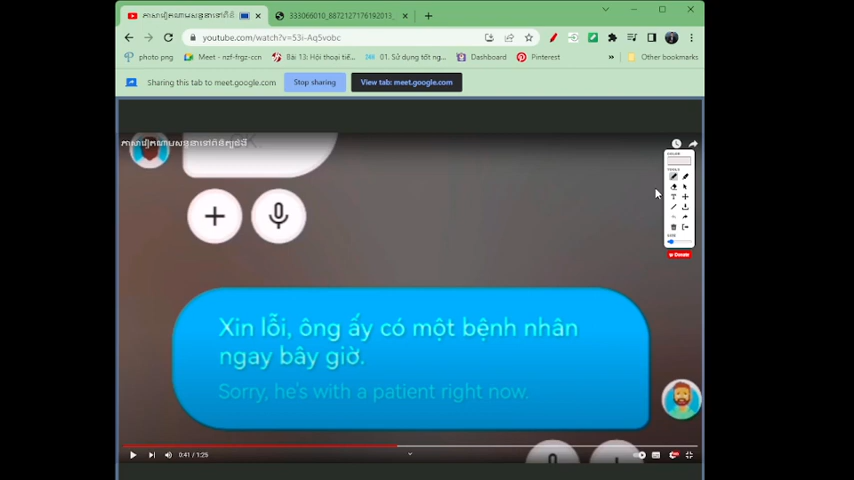 333066010_8872127176192013_
youtube.com/watch?v=53i-Aq5vobc
photo png
Meet - nzf-frgz-ccn
Bài 13: Hội thoại tiế...
01. Sử dụng tốt ng...
Dashboard
Pinterest
Other bookmarks
Sharing this tab to meet.google.com
Stop sharing
View tab: meet.google.com
Xin lỗi, ông ấy có một bệnh nhân
ngay bây giờ.
Sorry, he's with a patient right now.
Donate
0:41 / 1:25